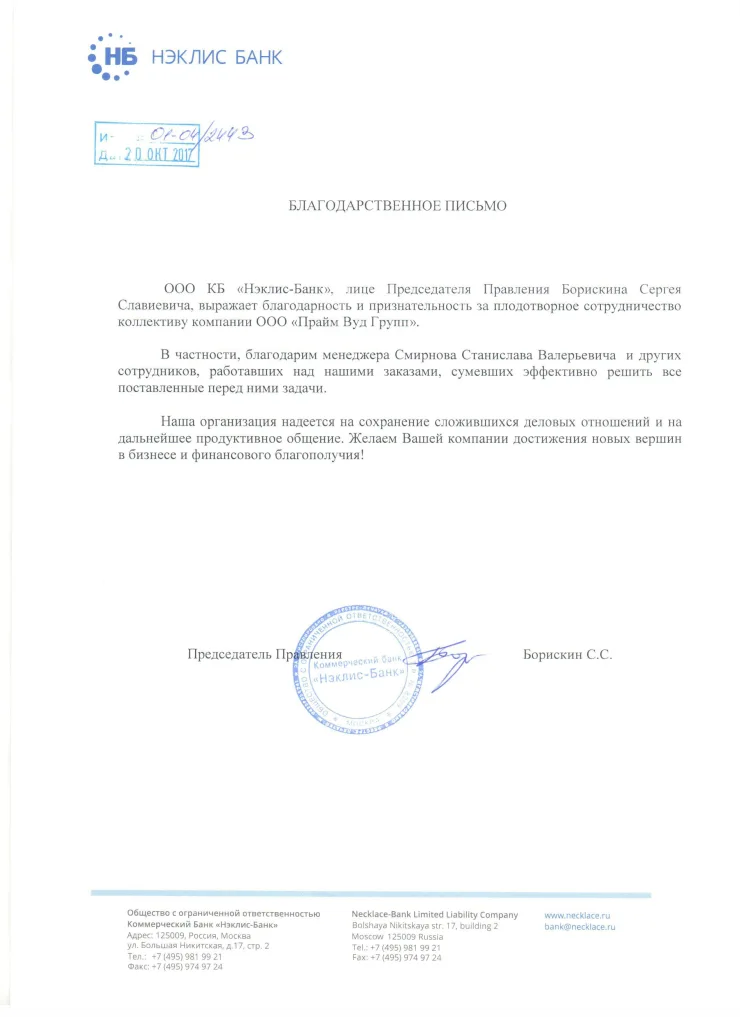 НБ НЭКЛИС БАНК
01-04/2443
20 ОКТ 2017
БЛАГОДАРСТВЕННОЕ ПИСЬМО
ООО КБ «Нэклис-Банк», лице Председателя Правления Борискина Сергея
Славиевича, выражает благодарность и признательность за плодотворное сотрудничество
коллективу компании ООО «Прайм Вуд Групп».
В частности, благодарим менеджера Смирнова Станислава Валерьевича и других
сотрудников, работавших над нашими заказами, сумевших эффективно решить все
поставленные перед ними задачи.
Наша организация надеется на сохранение сложившихся деловых отношений и на
дальнейшее продуктивное общение. Желаем Вашей компании достижения новых вершин
в бизнесе и финансового благополучия!
Председатель Правления
Борискин С.С.
Коммерческий банк
«Нэклис-Банк»
МОСКВА
Общество с ограниченной ответственностью
Коммерческий Банк «Нэклис-Банк»
Адрес: 125009, Россия, Москва
ул. Большая Никитская, д.17, стр. 2
Тел.: +7 (495) 981 99 21
Факс: +7 (495) 974 97 24
Necklace-Bank Limited Liability Company
Bolshaya Nikitskaya str. 17, building 2
Moscow 125009 Russia
Tel.: +7 (495) 981 99 21
Fax: +7 (495) 974 97 24
www.necklace.ru
bank@necklace.ru